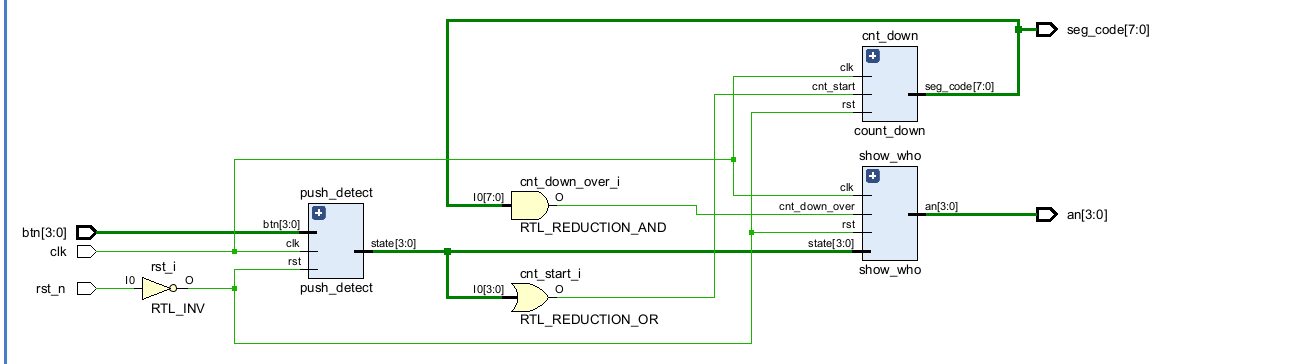 seg_code[7:0]
cnt_down
clk
cnt_start
seg_code[7:0]
rst
count_down
show_who
cnt_down_over_i
push_detect
clk
I0[7:0]
O
cnt_down_over
an[3:0]
an[3:0]
btn[3:0]
btn[3:0]
RTL_REDUCTION_AND
rst
clk
clk
state[3:0]
state[3:0]
rst_i
rst
cnt_start_i
show_who
rst_n
I0
O
push_detect
I0[3:0]
O
RTL_INV
RTL_REDUCTION_OR